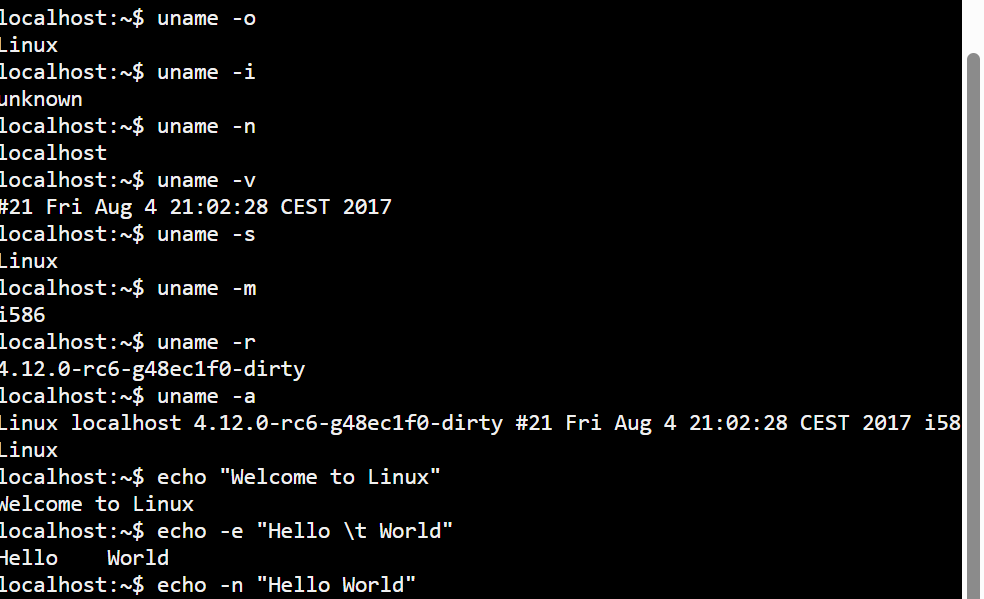 localhost:~$ uname -o
Linux
localhost:~$ uname -i
unknown
localhost:~$ uname -n
localhost
localhost:~$ uname -v
#21 Fri Aug 4 21:02:28 CEST 2017
localhost:~$ uname -s
Linux
localhost:~$ uname -m
i586
localhost:~$ uname -r
4.12.0-rc6-g48ec1f0-dirty
localhost:~$ uname -a
Linux localhost 4.12.0-rc6-g48ec1f0-dirty #21 Fri Aug 4 21:02:28 CEST 2017 i58
Linux
localhost:~$ echo "Welcome to Linux"
Welcome to Linux
localhost:~$ echo -e "Hello \t World"
Hello    World
localhost:~$ echo -n "Hello World"